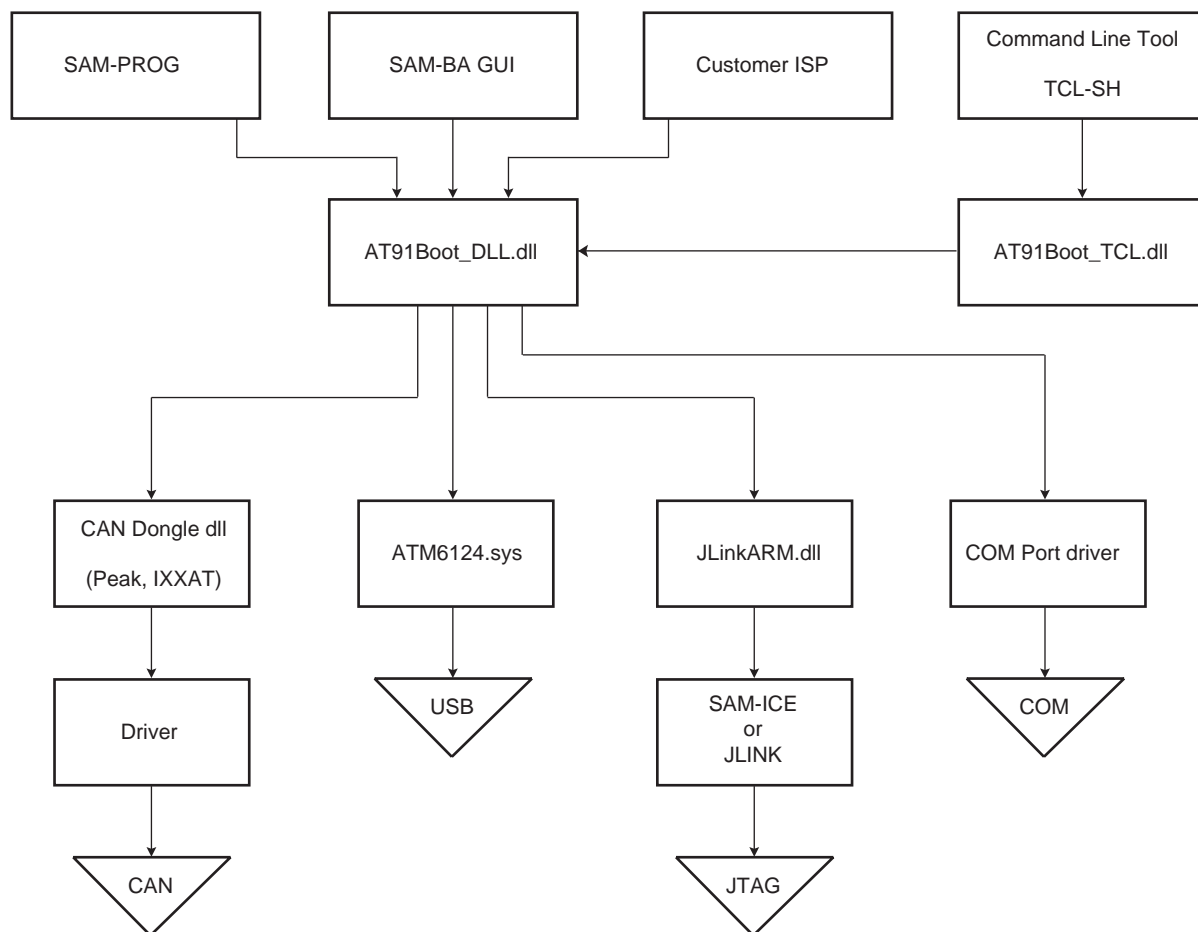 SAM-PROG
SAM-BA GUI
Customer ISP
Command Line Tool
TCL-SH
AT91Boot_DLL.dll
AT91Boot_TCL.dll
CAN Dongle dll
(Peak, IXXAT)
ATM6124.sys
JLinkARM.dll
COM Port driver
Driver
USB
SAM-ICE
or
JLINK
COM
CAN
JTAG